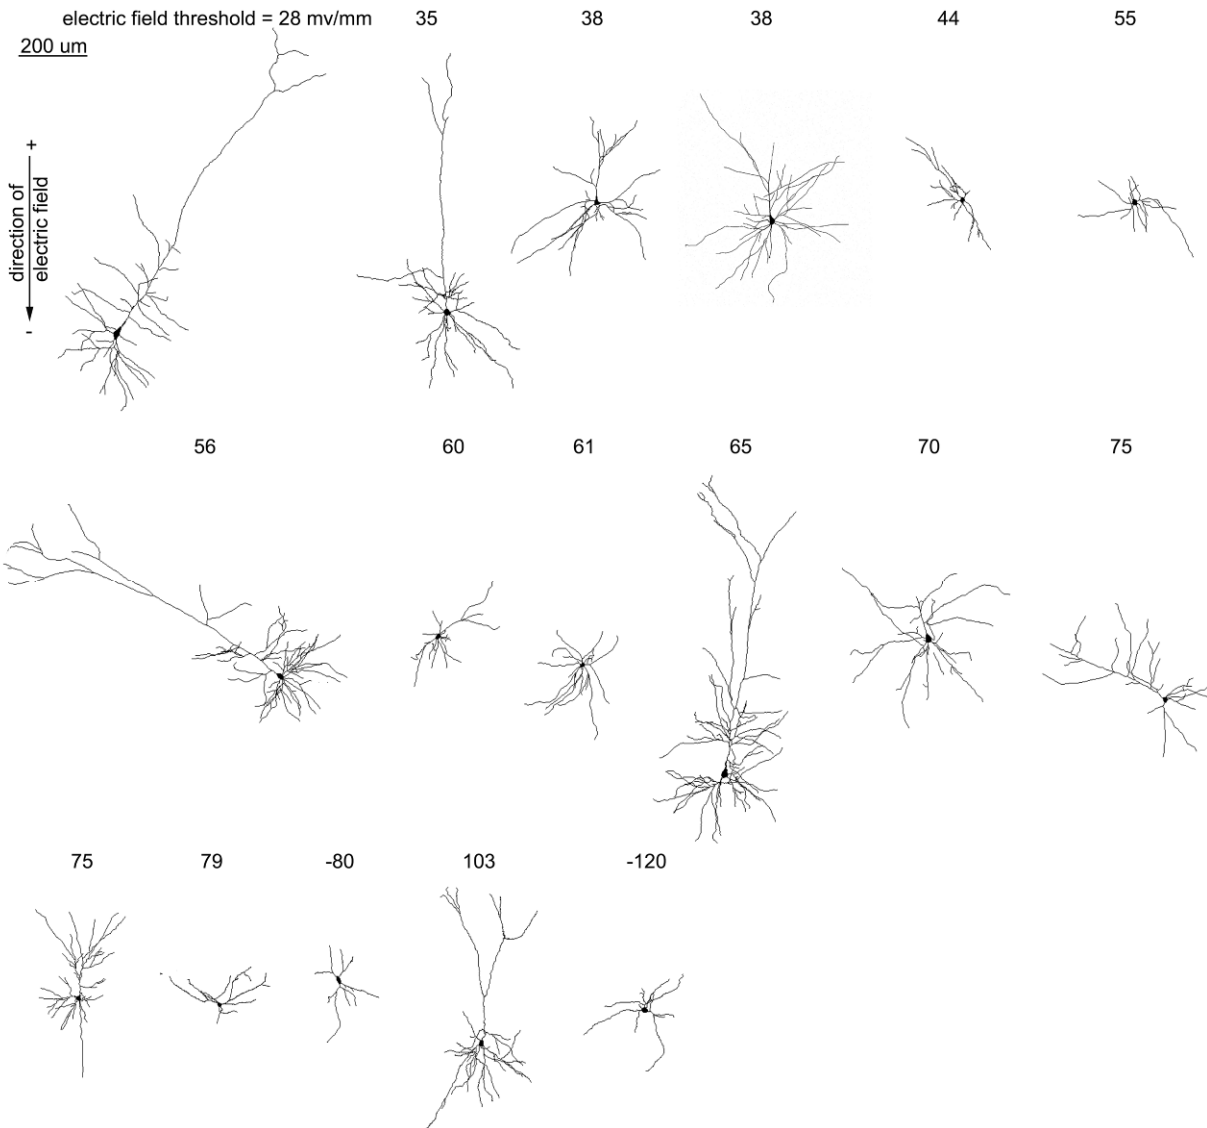 electric field threshold = 28 mv/mm 35 38 38 44 55
200 um
+
direction of
electric field
-
56 60 61 65 70 75
75 79 -80 103 -120